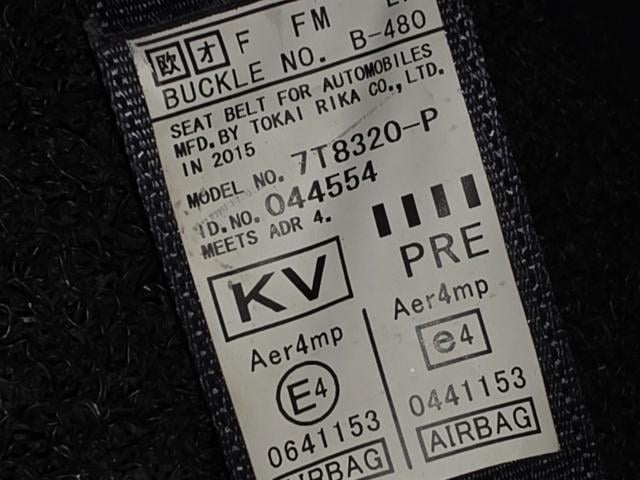 欧 オ F FM
BUCKLE NO. B-480
SEAT BELT FOR AUTOMOBILES
MFD. BY TOKAI RIKA CO., LTD.
IN 2015
MODEL NO. 7T8320-P
ID. NO. 044554
MEETS ADR 4.
PRE
KV
Aer4mp
E4
0641153
AIRBAG
Aer4mp
e4
0441153
AIRBAG